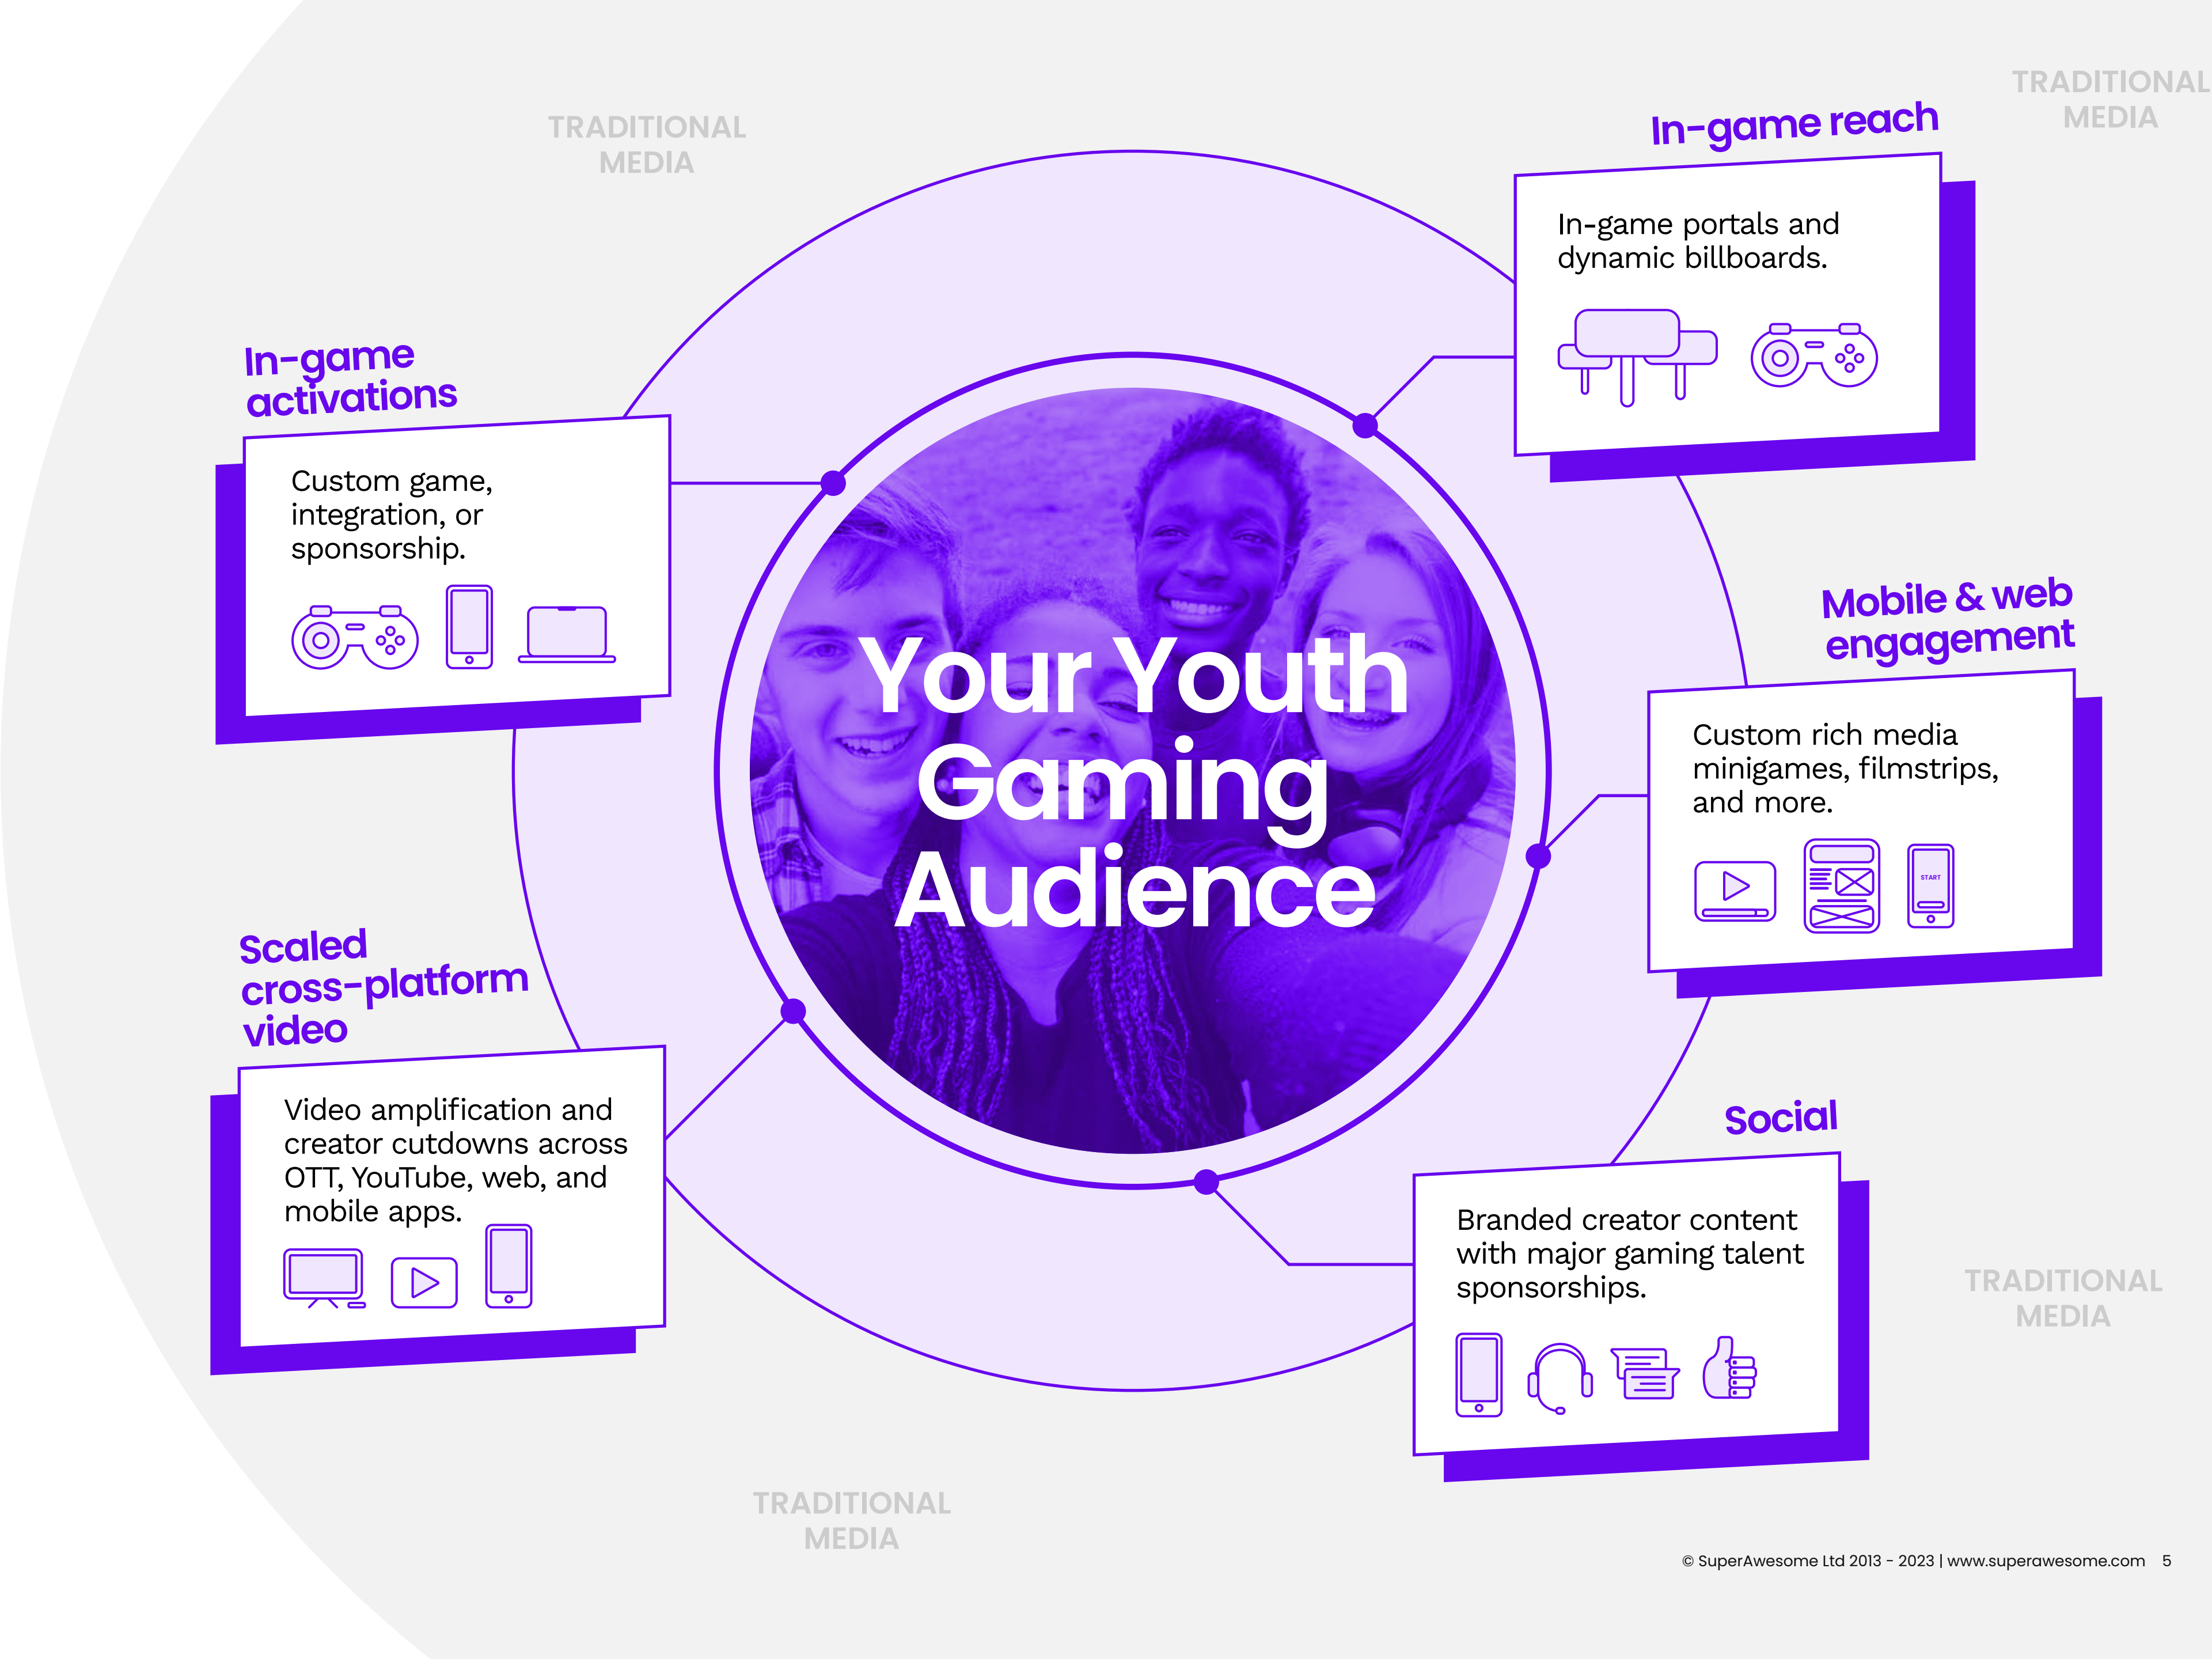 TRADITIONAL
MEDIA
TRADITIONAL
MEDIA
In-game reach
In-game portals and
dynamic billboards.
In-game
activations
Custom game,
integration, or
sponsorship.
Mobile & web
engagement
Custom rich media
minigames, filmstrips,
and more.
START
Your Youth
Gaming
Audience
Scaled
cross-platform
video
Video amplification and
creator cutdowns across
OTT, YouTube, web, and
mobile apps.
Social
Branded creator content
with major gaming talent
sponsorships.
TRADITIONAL
MEDIA
TRADITIONAL
MEDIA
© SuperAwesome Ltd 2013 - 2023 | www.superawesome.com 5